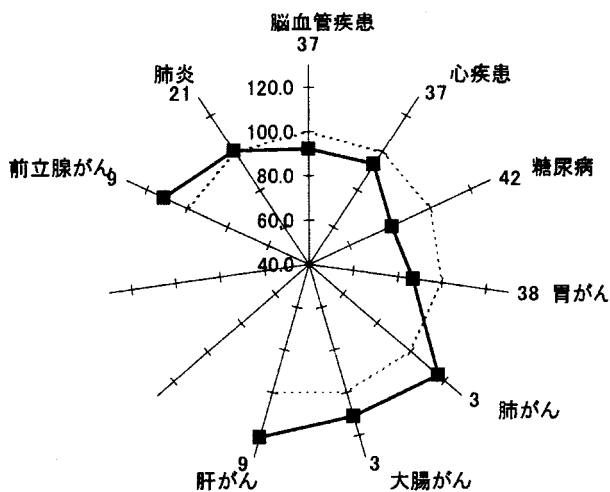 脳血管疾患
37
心疾患
37
糖尿病
42
38 胃がん
肺がん
3
大腸がん
3
肝がん
9
前立腺がん
9
肺炎
21
120.0
100.0
80.0
60.0
40.0